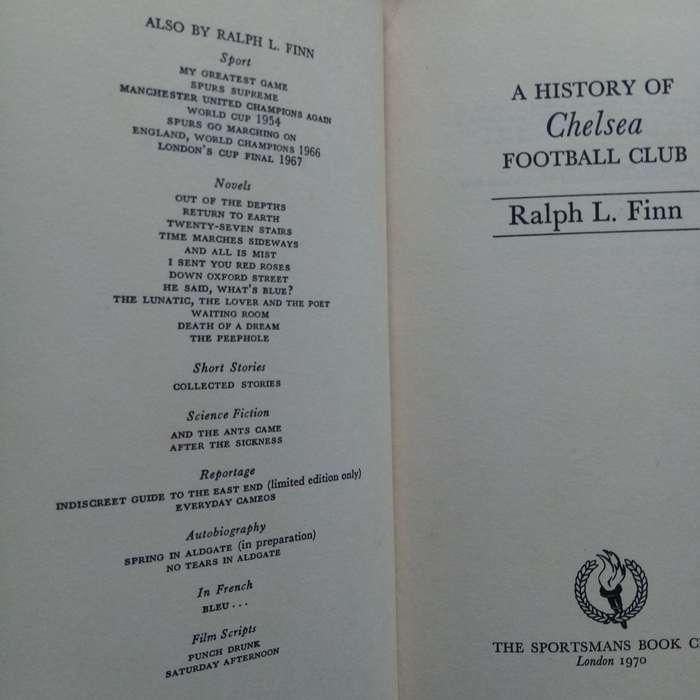 ALSO BY RALPH L. FINN
Sport
MY GREATEST GAME
SPURS SUPREME
MANCHESTER UNITED CHAMPIONS AGAIN
WORLD CUP 1954
SPURS GO MARCHING ON
ENGLAND, WORLD CHAMPIONS 1966
LONDON'S CUP FINAL 1967
Novels
OUT OF THE DEPTHS
RETURN TO EARTH
TWENTY-SEVEN STAIRS
TIME MARCHES SIDEWAYS
AND ALL IS MIST
I SENT YOU RED ROSES
DOWN OXFORD STREET
HE SAID, WHAT'S BLUE?
THE LUNATIC, THE LOVER AND THE POET
WAITING ROOM
DEATH OF A DREAM
THE PEEPHOLE
Short Stories
COLLECTED STORIES
Science Fiction
AND THE ANTS CAME
AFTER THE SICKNESS
Reportage
INDISCREET GUIDE TO THE EAST END (limited edition only)
EVERYDAY CAMEOS
Autobiography
SPRING IN ALDGATE (in preparation)
NO TEARS IN ALDGATE
In French
BLEU...
Film Scripts
PUNCH DRUNK
SATURDAY AFTERNOON
A HISTORY OF
Chelsea
FOOTBALL CLUB
Ralph L. Finn
THE SPORTSMANS BOOK C
London 1970